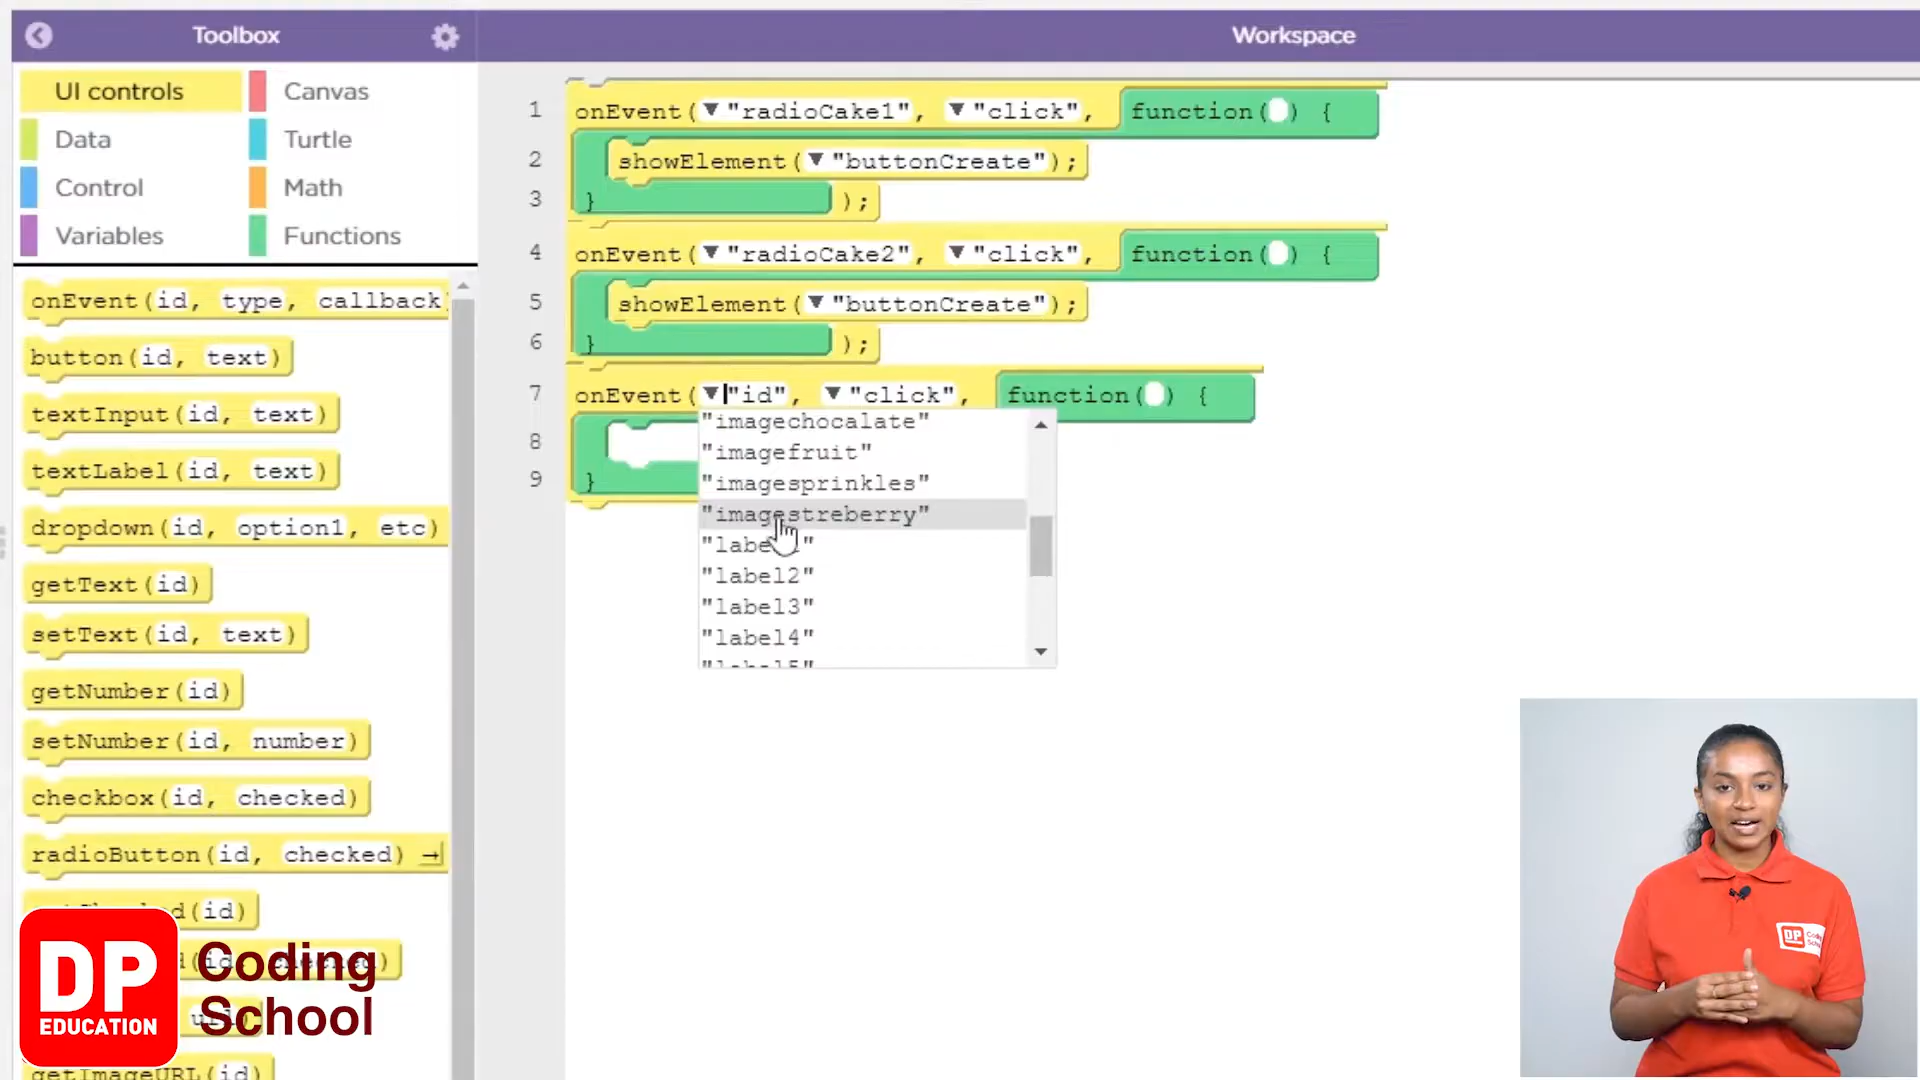 Toolbox
Workspace
UI controls
Canvas
Data
Turtle
Control
Math
Variables
Functions
onEvent(id, type, callback)
button(id, text)
textInput(id, text)
textLabel(id, text)
dropdown(id, option1, etc)
getText(id)
setText(id, text)
getNumber(id)
setNumber(id, number)
checkbox(id, checked)
radioButton(id, checked) →
(id)
getImageURL(id)
1 onEvent(▼"radioCake1", ▼"click", function() {
2 showElement(▼"buttonCreate");
3 } );
4 onEvent(▼"radioCake2", ▼"click", function() {
5 showElement(▼"buttonCreate");
6 } );
7 onEvent(▼"id", ▼"click", function() {
8
9 }
"imagechocalate"
"imagefruit"
"imagesprinkles"
"imagestreberry"
"label2"
"label3"
"label4"
DP
EDUCATION
Coding
School
DP